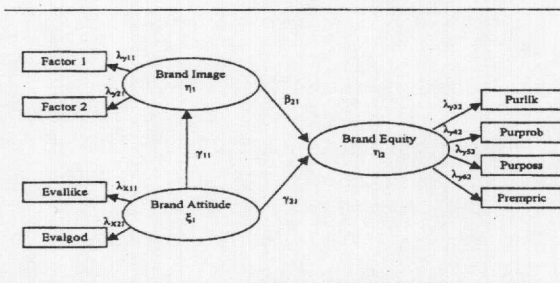 Factor 1
λy11
Brand Image
η1
Factor 2
λy21
β21
λy32
Purlik
λy42
Purprob
Brand Equity
η2
λy52
Purposs
λy62
Prempric
γ11
Evallike
λX11
Brand Attitude
ξ1
γ21
Evalgod
λX21